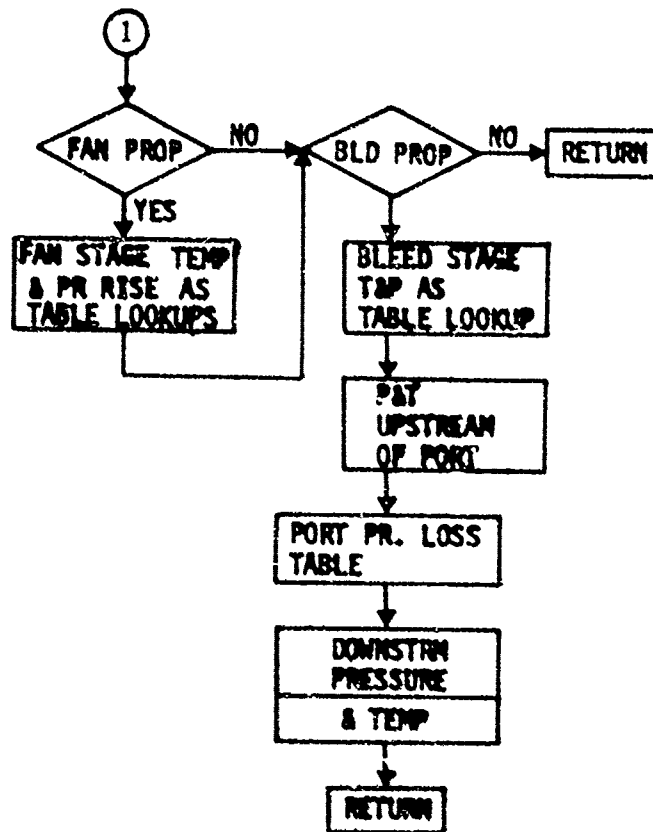 1
FAN PROP
NO
BLD PROP
NO
RETURN
YES
FAN STAGE TEMP
& PR RISE AS
TABLE LOOKUPS
BLEED STAGE
T&P AS
TABLE LOOKUP
P&T
UPSTREAM
OF PORT
PORT PR. LOSS
TABLE
DOWNSTRM
PRESSURE
& TEMP
RETURN